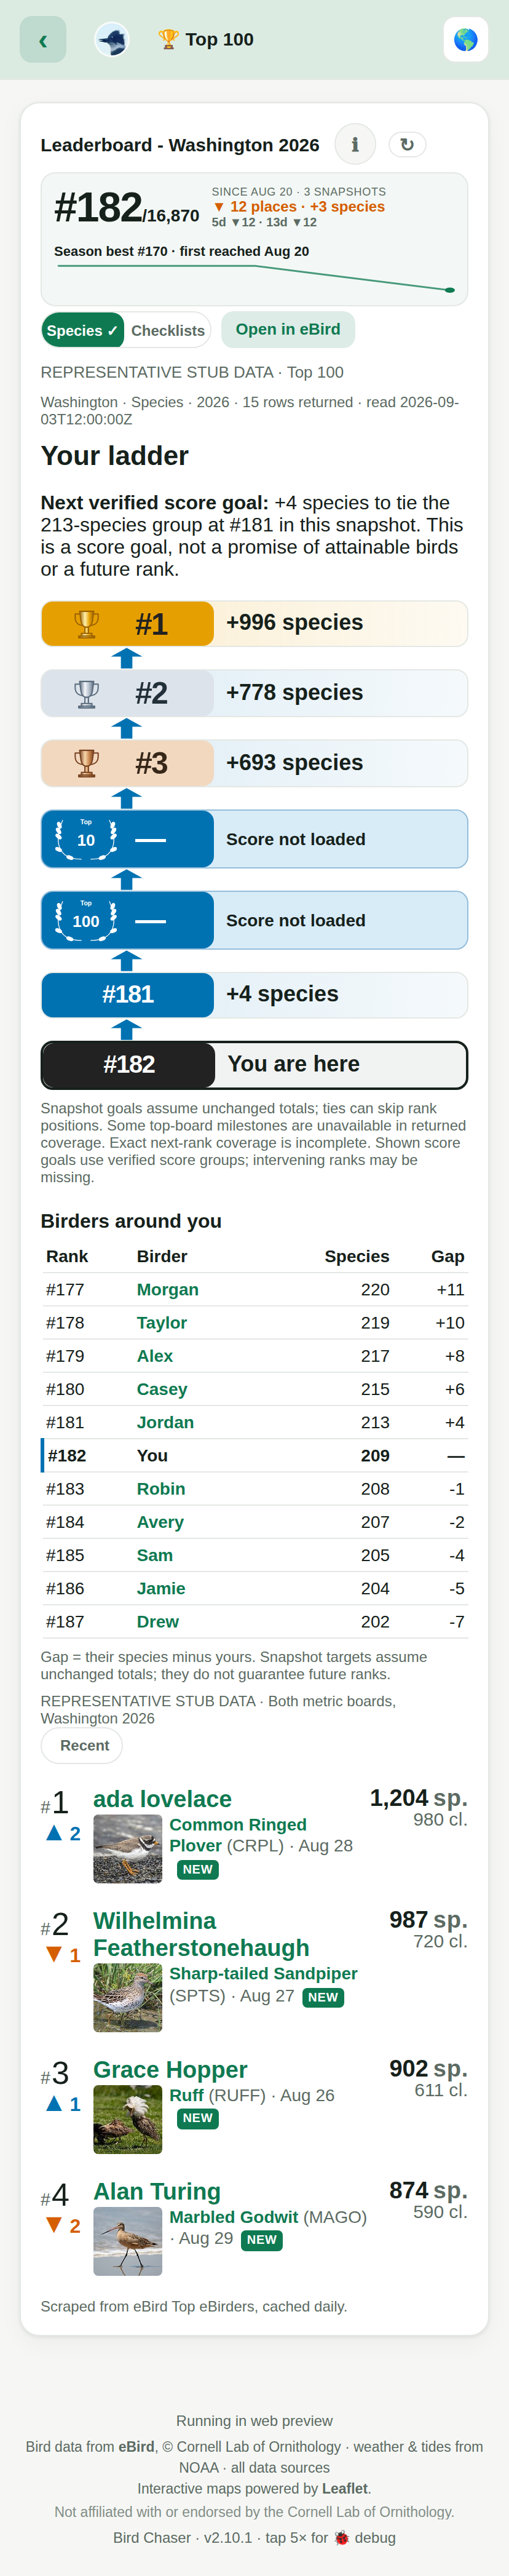 ‹
🏆 Top 100
🌎
Leaderboard - Washington 2026
ℹ
↻
#182/16,870
SINCE AUG 20 · 3 SNAPSHOTS
▼ 12 places · +3 species
5d ▼12 · 13d ▼12
Season best #170 · first reached Aug 20
Species ✓
Checklists
Open in eBird
REPRESENTATIVE STUB DATA · Top 100
Washington · Species · 2026 · 15 rows returned · read 2026-09-
03T12:00:00Z
Your ladder
Next verified score goal: +4 species to tie the
213-species group at #181 in this snapshot. This
is a score goal, not a promise of attainable birds
or a future rank.
#1 +996 species
#2 +778 species
#3 +693 species
Top
10 — Score not loaded
Top
100 — Score not loaded
#181 +4 species
#182 You are here
Snapshot goals assume unchanged totals; ties can skip rank
positions. Some top-board milestones are unavailable in returned
coverage. Exact next-rank coverage is incomplete. Shown score
goals use verified score groups; intervening ranks may be
missing.
Birders around you
Rank Birder Species Gap
#177 Morgan 220 +11
#178 Taylor 219 +10
#179 Alex 217 +8
#180 Casey 215 +6
#181 Jordan 213 +4
#182 You 209 —
#183 Robin 208 -1
#184 Avery 207 -2
#185 Sam 205 -4
#186 Jamie 204 -5
#187 Drew 202 -7
Gap = their species minus yours. Snapshot targets assume
unchanged totals; they do not guarantee future ranks.
REPRESENTATIVE STUB DATA · Both metric boards,
Washington 2026
Recent
#1 ada lovelace 1,204 sp.
▲ 2 980 cl.
Common Ringed
Plover (CRPL) · Aug 28
NEW
#2 Wilhelmina
Featherstonehaugh 987 sp.
▼ 1 720 cl.
Sharp-tailed Sandpiper
(SPTS) · Aug 27 NEW
#3 Grace Hopper 902 sp.
▲ 1 611 cl.
Ruff (RUFF) · Aug 26
NEW
#4 Alan Turing 874 sp.
▼ 2 590 cl.
Marbled Godwit (MAGO)
· Aug 29 NEW
Scraped from eBird Top eBirders, cached daily.
Running in web preview
Bird data from eBird, © Cornell Lab of Ornithology · weather & tides from
NOAA · all data sources
Interactive maps powered by Leaflet.
Not affiliated with or endorsed by the Cornell Lab of Ornithology.
Bird Chaser · v2.10.1 · tap 5× for 🐞 debug